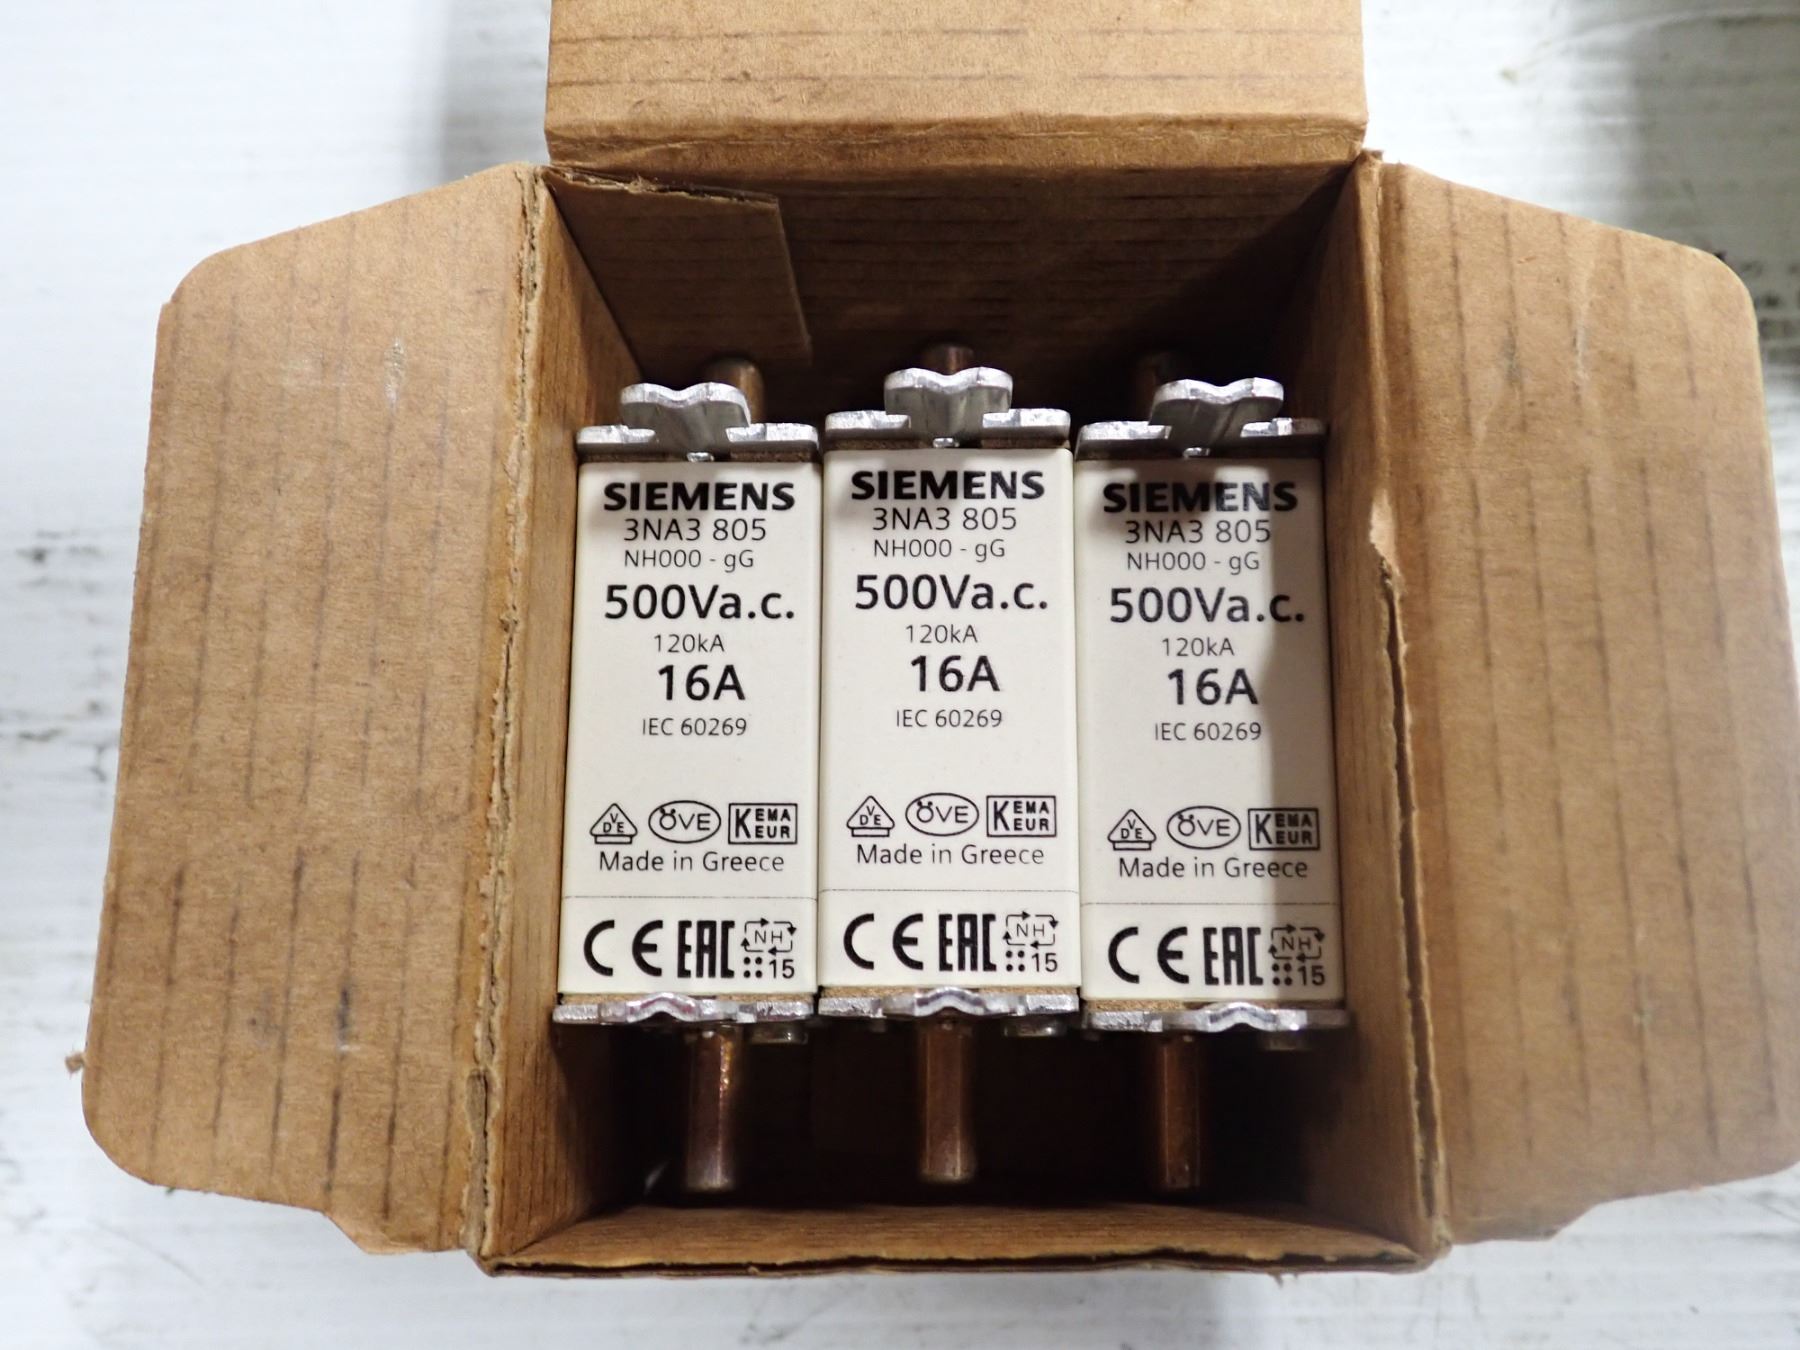 SIEMENS
3NA3 805
NH000 - gG
500Va.c.
120kA
16A
IEC 60269
VDE ÖVE KEMA KEUR
Made in Greece
CE EAC NH 15
SIEMENS
3NA3 805
NH000 - gG
500Va.c.
120kA
16A
IEC 60269
VDE ÖVE KEMA KEUR
Made in Greece
CE EAC NH 15
SIEMENS
3NA3 805
NH000 - gG
500Va.c.
120kA
16A
IEC 60269
VDE ÖVE KEMA KEUR
Made in Greece
CE EAC NH 15